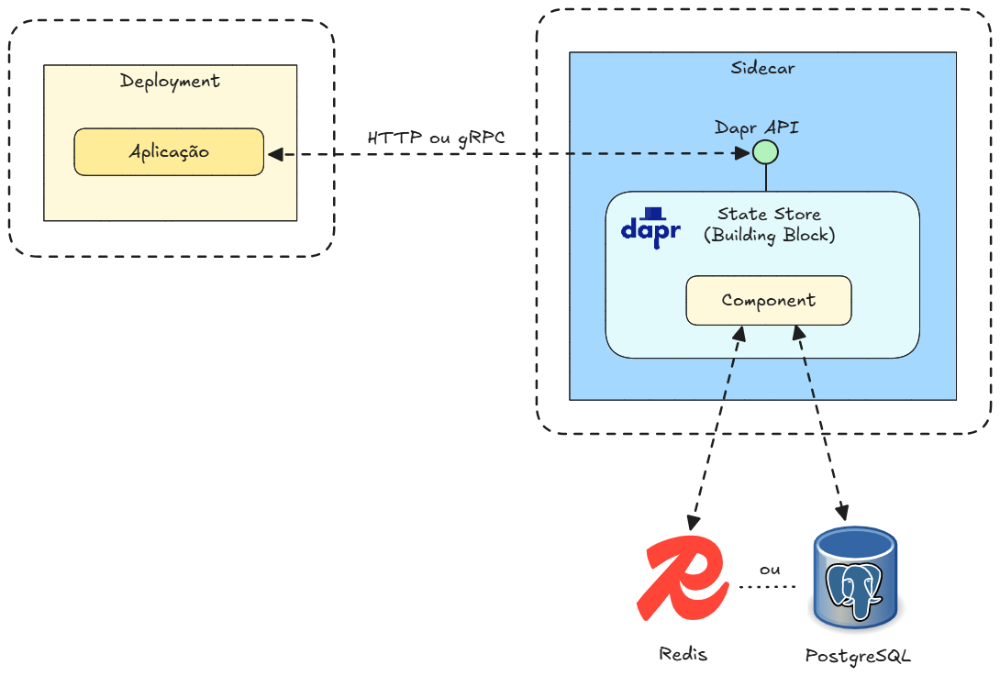 Deployment
Aplicação
HTTP ou gRPC
Sidecar
Dapr API
dapr
State Store
(Building Block)
Component
ou
Redis
PostgreSQL